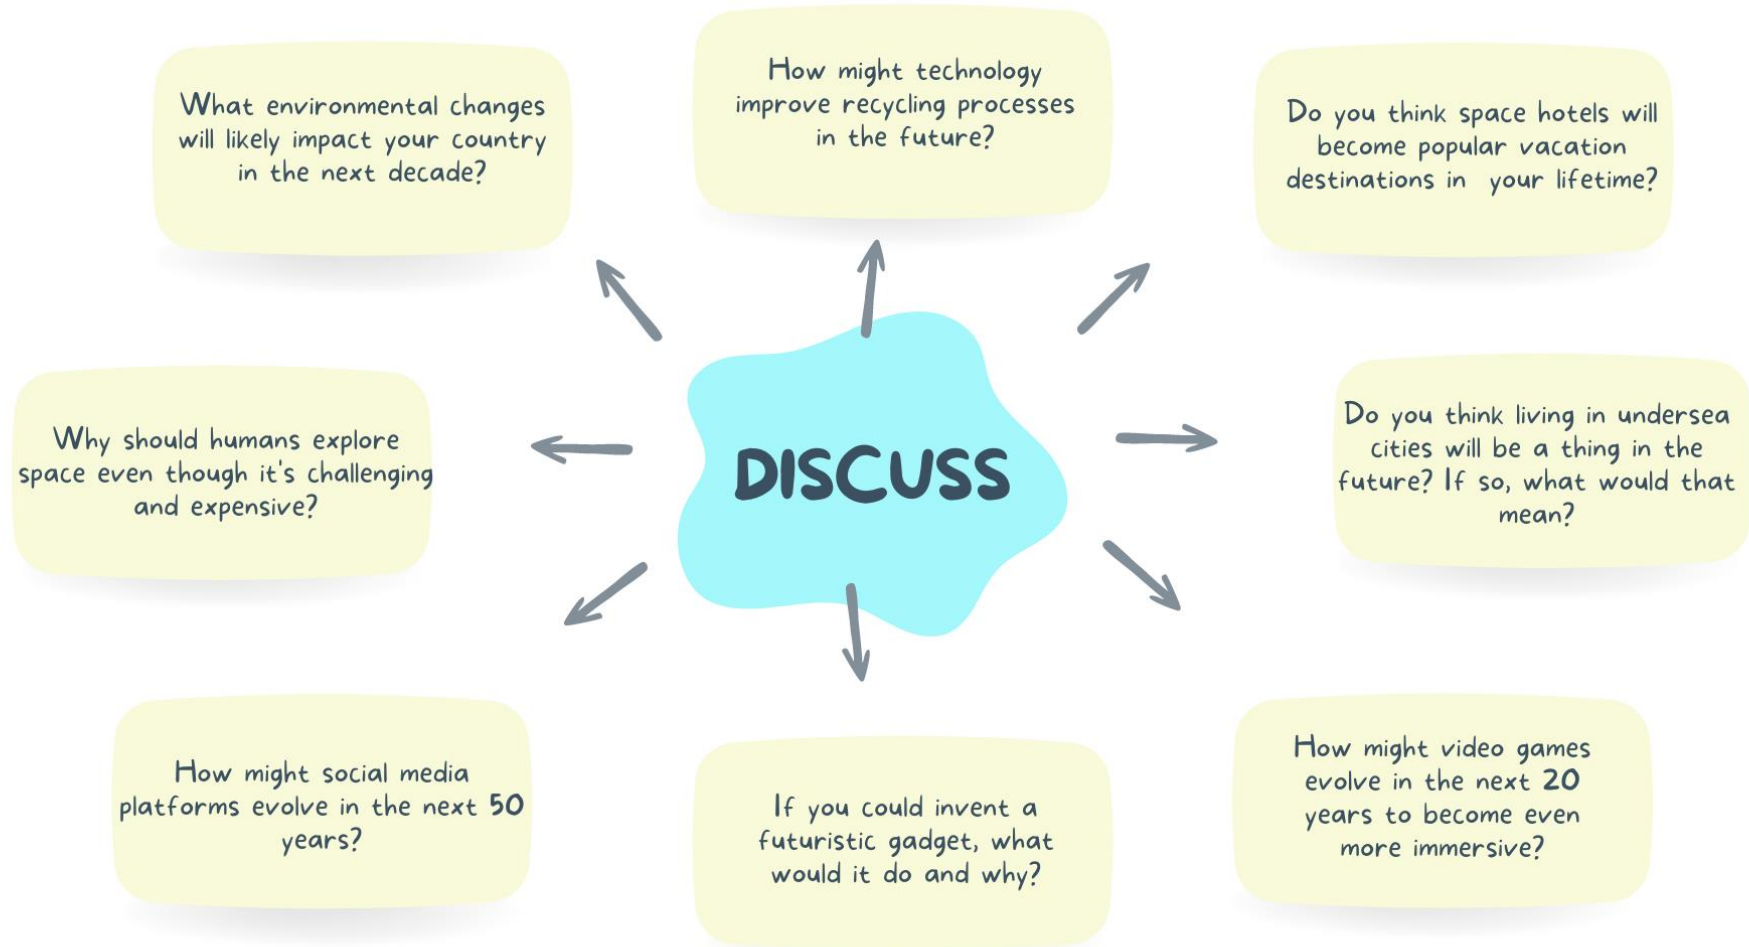 What environmental changes
will likely impact your country
in the next decade?
How might technology
improve recycling processes
in the future?
Do you think space hotels will
become popular vacation
destinations in  your lifetime?
Why should humans explore
space even though it's challenging
and expensive?
DISCUSS
Do you think living in undersea
cities will be a thing in the
future? If so, what would that
mean?
How might social media
platforms evolve in the next 50
years?
If you could invent a
futuristic gadget, what
would it do and why?
How might video games
evolve in the next 20
years to become even
more immersive?